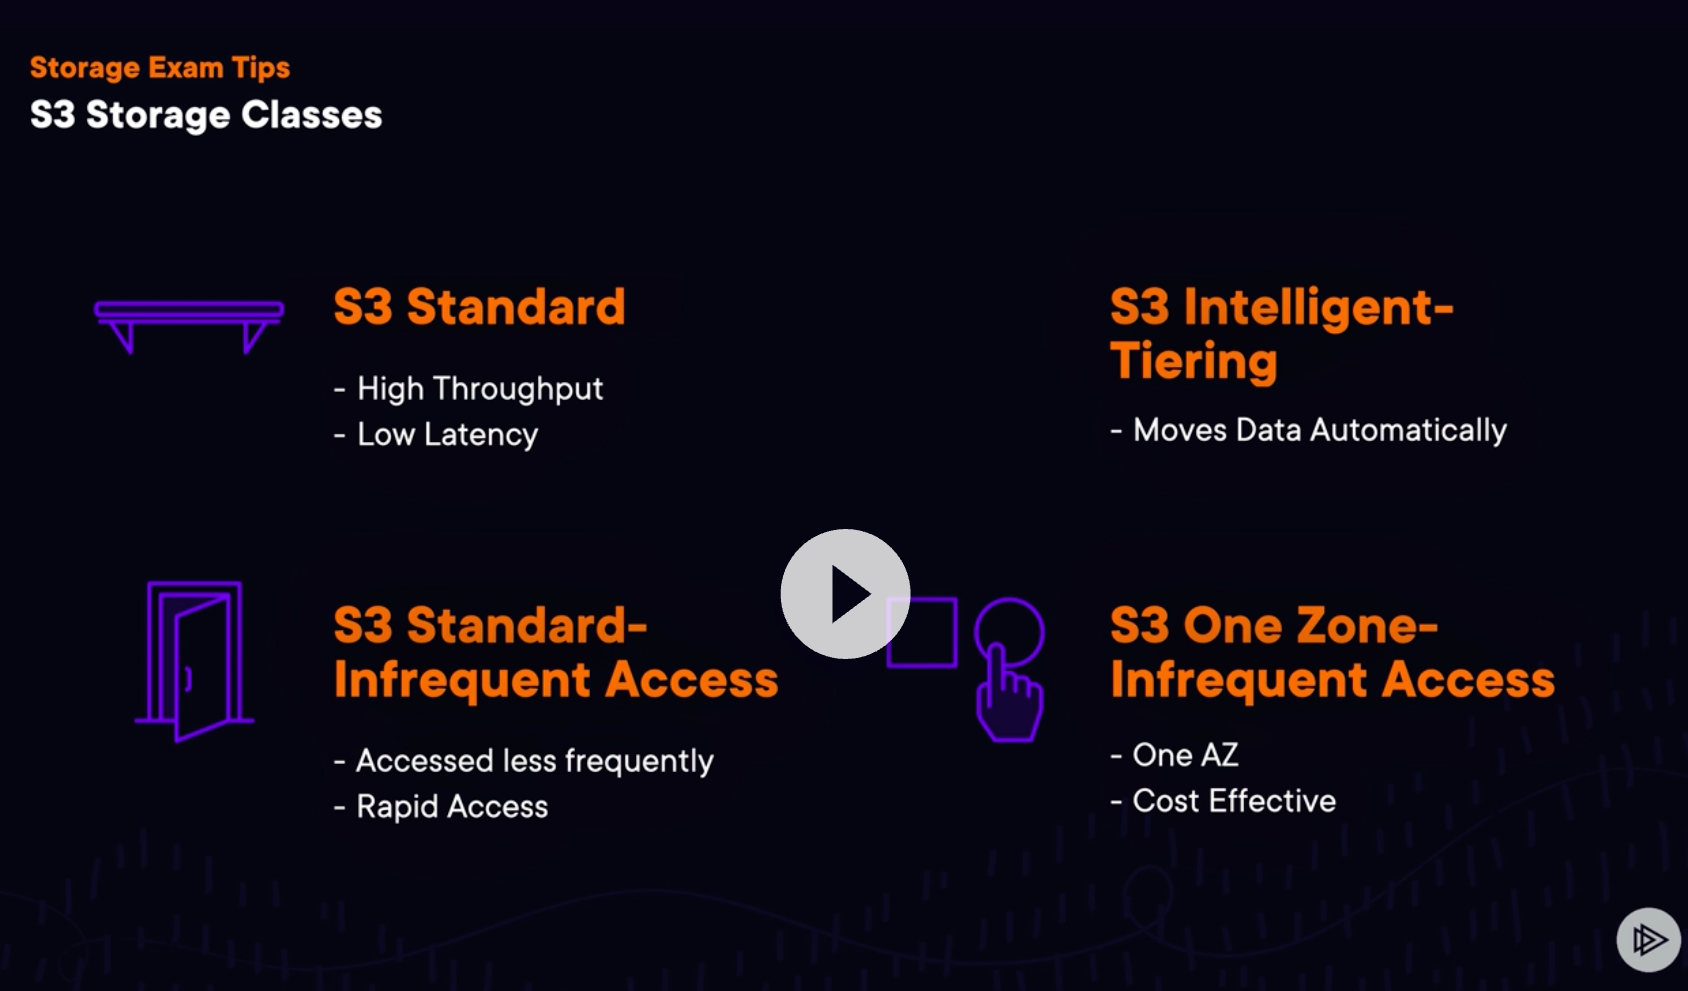 Storage Exam Tips
S3 Storage Classes
S3 Standard
- High Throughput
- Low Latency
S3 Intelligent-
Tiering
- Moves Data Automatically
S3 Standard-
Infrequent Access
- Accessed less frequently
- Rapid Access
S3 One Zone-
Infrequent Access
- One AZ
- Cost Effective